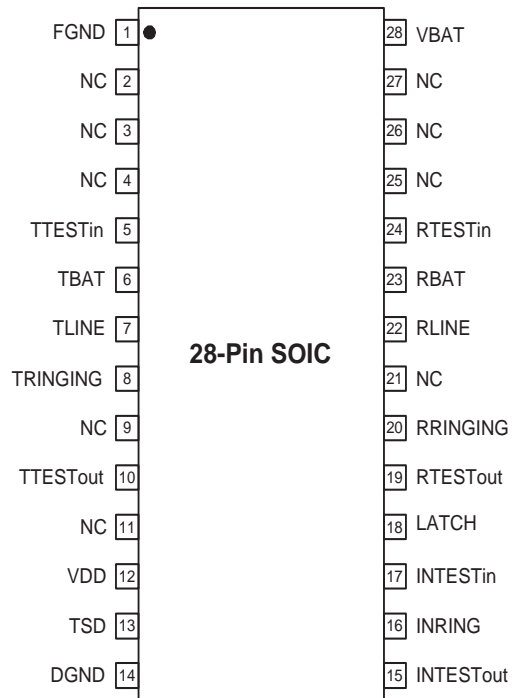 FGND 1 28 VBAT
NC 2 27 NC
NC 3 26 NC
NC 4 25 NC
TTESTin 5 24 RTESTin
TBAT 6 23 RBAT
TLINE 7 22 RLINE
28-Pin SOIC
TRINGING 8 21 NC
NC 9 20 RRINGING
TTESTout 10 19 RTESTout
NC 11 18 LATCH
VDD 12 17 INTESTin
TSD 13 16 INRING
DGND 14 15 INTESTout